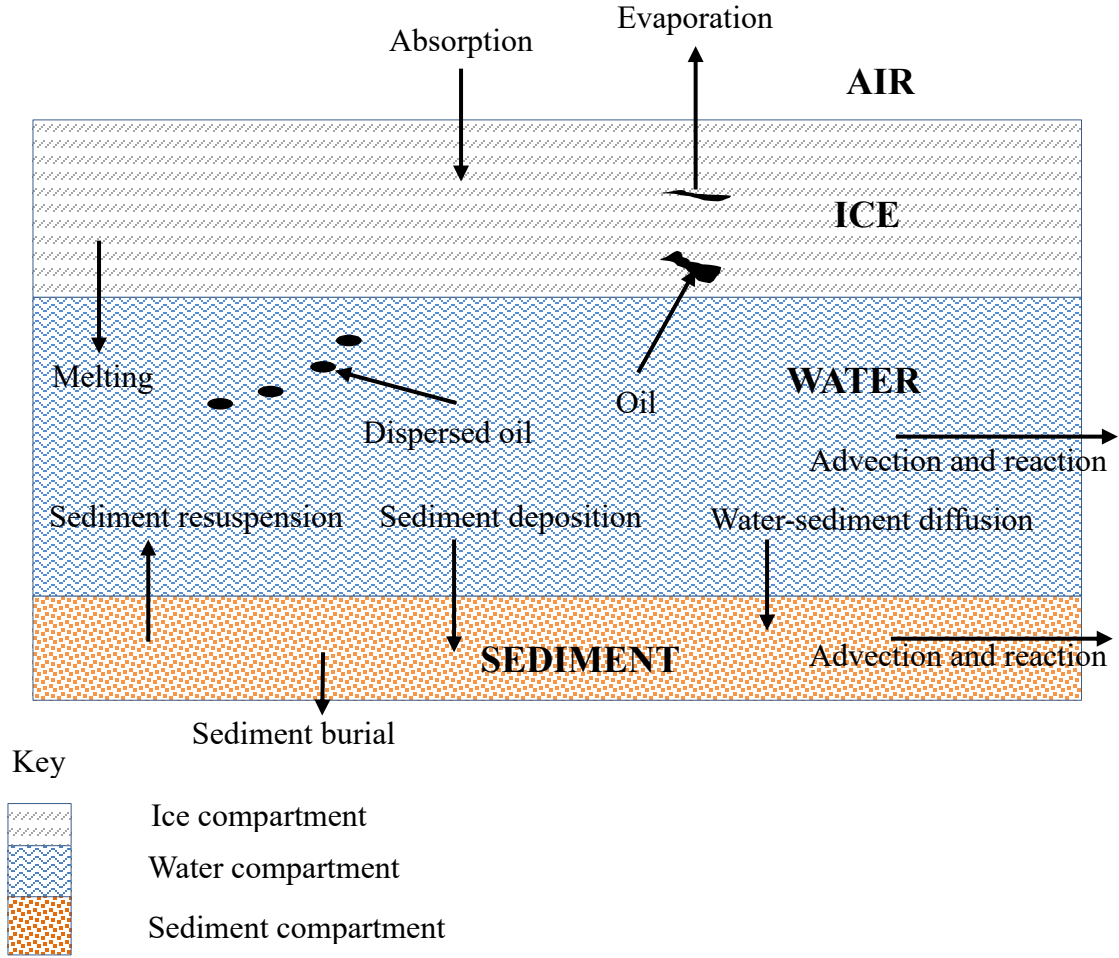 Evaporation
Absorption
AIR
ICE
Melting
WATER
Oil
Dispersed oil
Advection and reaction
Sediment resuspension
Sediment deposition
Water-sediment diffusion
SEDIMENT
Advection and reaction
Sediment burial
Key
Ice compartment
Water compartment
Sediment compartment